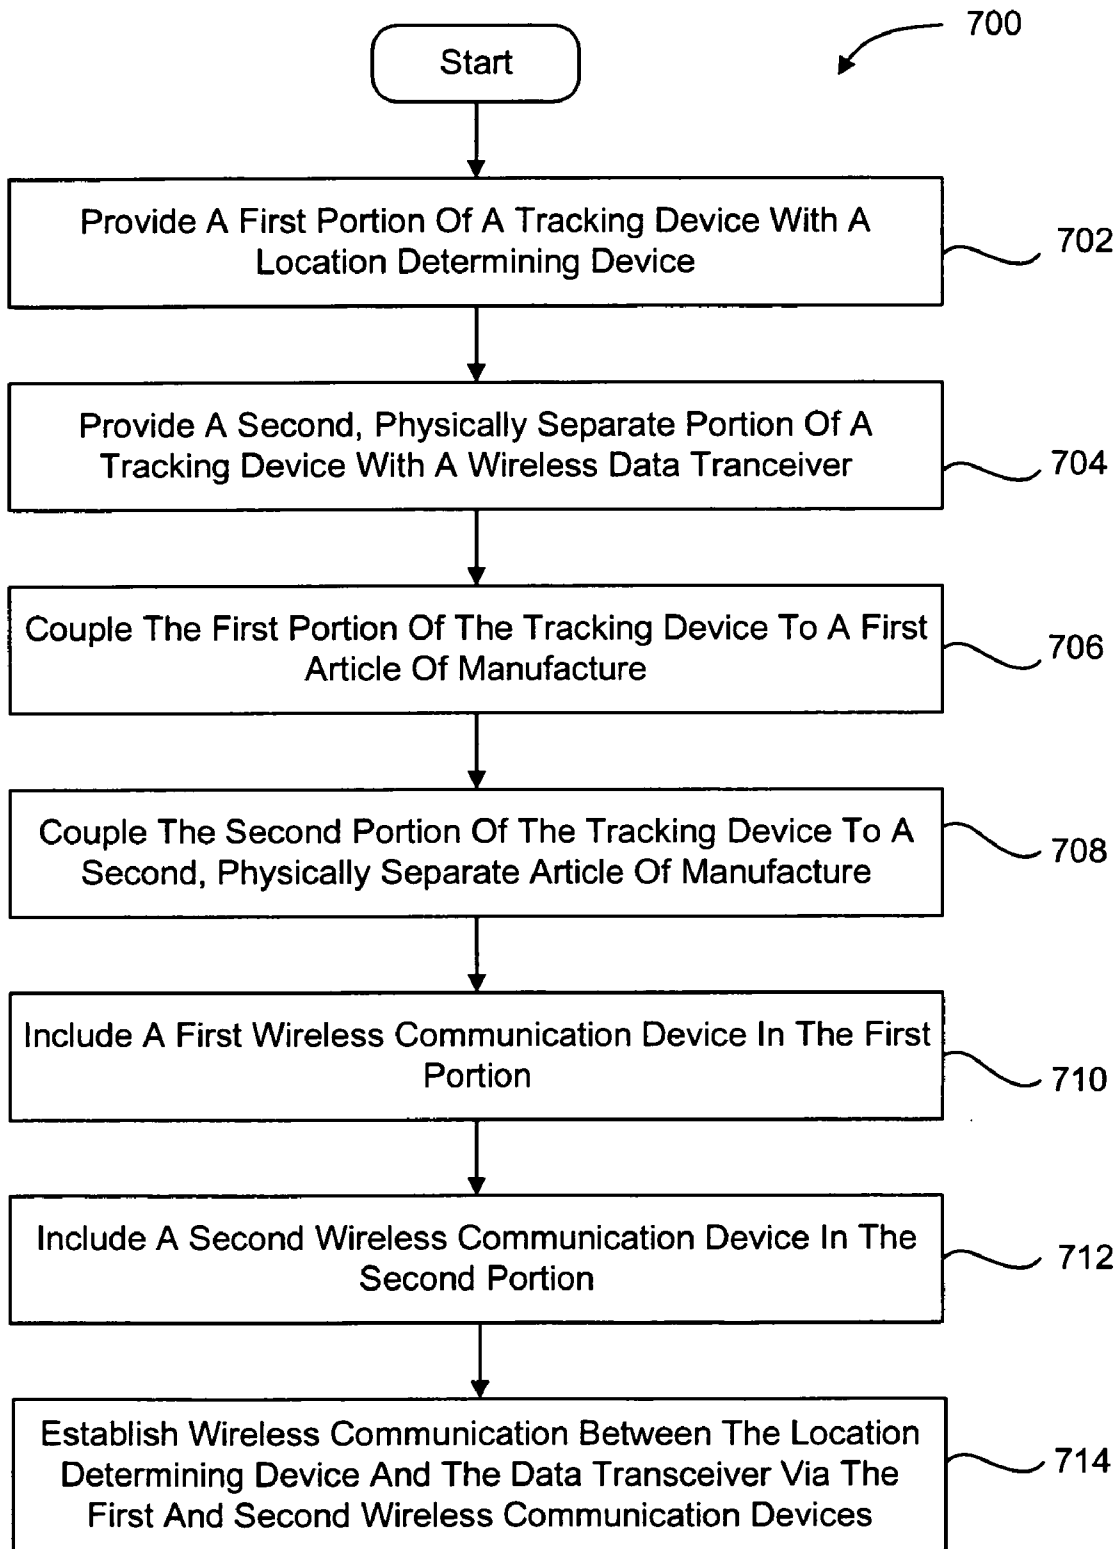 700
Start
Provide A First Portion Of A Tracking Device With A
Location Determining Device
702
Provide A Second, Physically Separate Portion Of A
Tracking Device With A Wireless Data Tranceiver
704
Couple The First Portion Of The Tracking Device To A First
Article Of Manufacture
706
Couple The Second Portion Of The Tracking Device To A
Second, Physically Separate Article Of Manufacture
708
Include A First Wireless Communication Device In The First
Portion
710
Include A Second Wireless Communication Device In The
Second Portion
712
Establish Wireless Communication Between The Location
Determining Device And The Data Transceiver Via The
First And Second Wireless Communication Devices
714